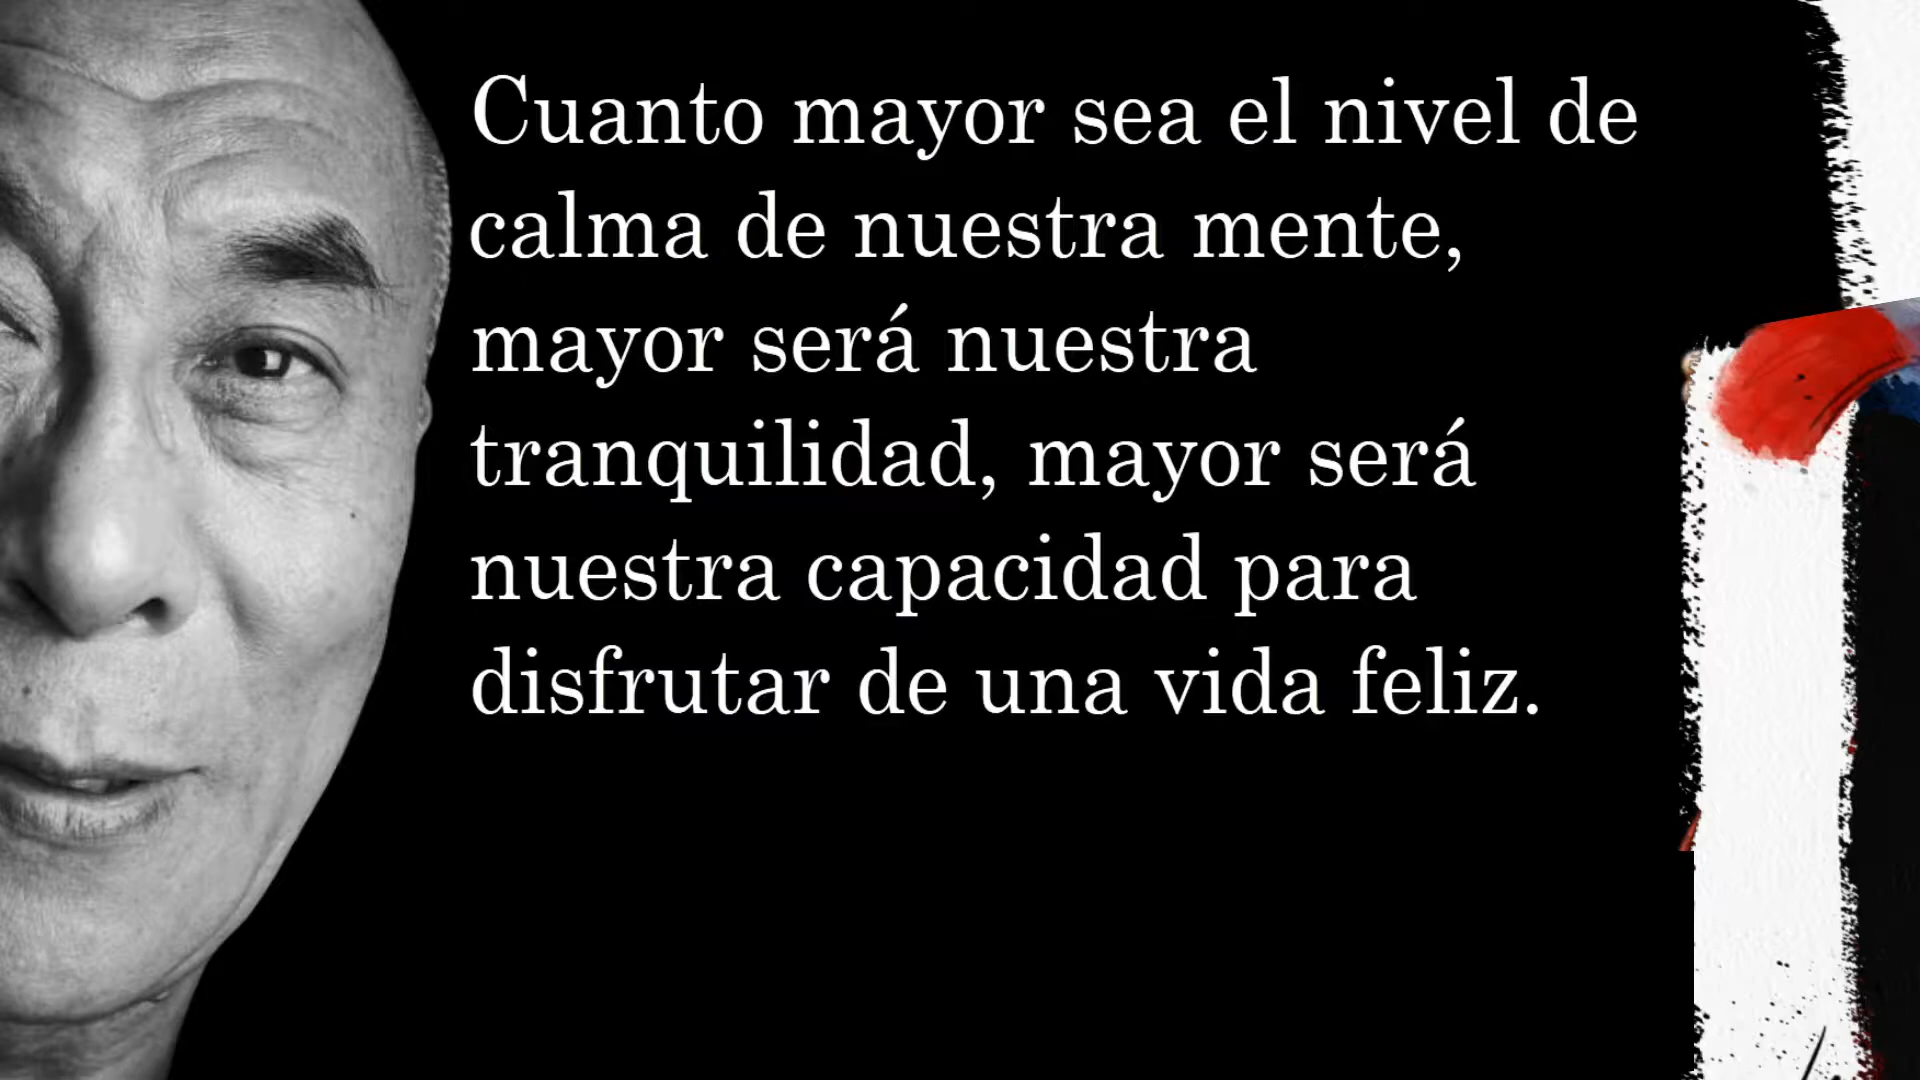 Cuanto mayor sea el nivel de
calma de nuestra mente,
mayor será nuestra
tranquilidad, mayor será
nuestra capacidad para
disfrutar de una vida feliz.